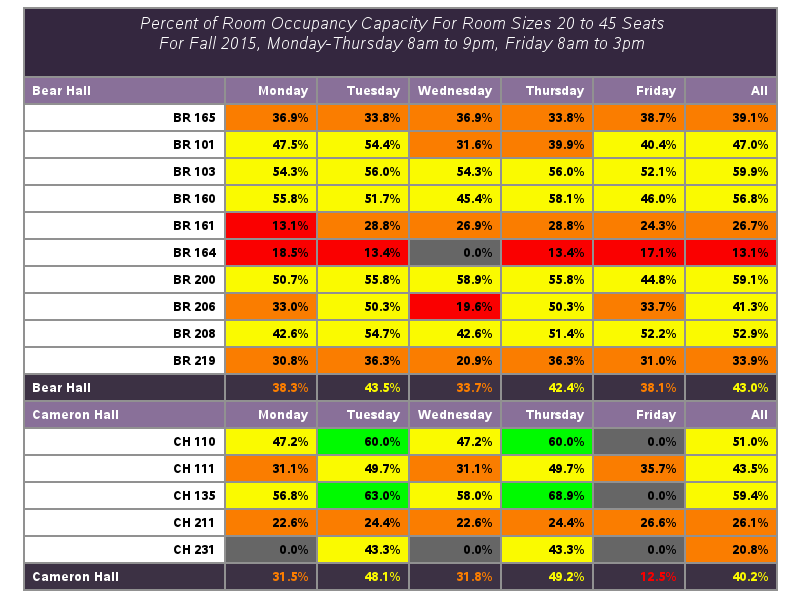 Percent of Room Occupancy Capacity For Room Sizes 20 to 45 Seats
For Fall 2015, Monday-Thursday 8am to 9pm, Friday 8am to 3pm
Bear Hall Monday Tuesday Wednesday Thursday Friday All
BR 165 36.9% 33.8% 36.9% 33.8% 38.7% 39.1%
BR 101 47.5% 54.4% 31.6% 39.9% 40.4% 47.0%
BR 103 54.3% 56.0% 54.3% 56.0% 52.1% 59.9%
BR 160 55.8% 51.7% 45.4% 58.1% 46.0% 56.8%
BR 161 13.1% 28.8% 26.9% 28.8% 24.3% 26.7%
BR 164 18.5% 13.4% 0.0% 13.4% 17.1% 13.1%
BR 200 50.7% 55.8% 58.9% 55.8% 44.8% 59.1%
BR 206 33.0% 50.3% 19.6% 50.3% 33.7% 41.3%
BR 208 42.6% 54.7% 42.6% 51.4% 52.2% 52.9%
BR 219 30.8% 36.3% 20.9% 36.3% 31.0% 33.9%
Bear Hall 38.3% 43.5% 33.7% 42.4% 38.1% 43.0%
Cameron Hall Monday Tuesday Wednesday Thursday Friday All
CH 110 47.2% 60.0% 47.2% 60.0% 0.0% 51.0%
CH 111 31.1% 49.7% 31.1% 49.7% 35.7% 43.5%
CH 135 56.8% 63.0% 58.0% 68.9% 0.0% 59.4%
CH 211 22.6% 24.4% 22.6% 24.4% 26.6% 26.1%
CH 231 0.0% 43.3% 0.0% 43.3% 0.0% 20.8%
Cameron Hall 31.5% 48.1% 31.8% 49.2% 12.5% 40.2%